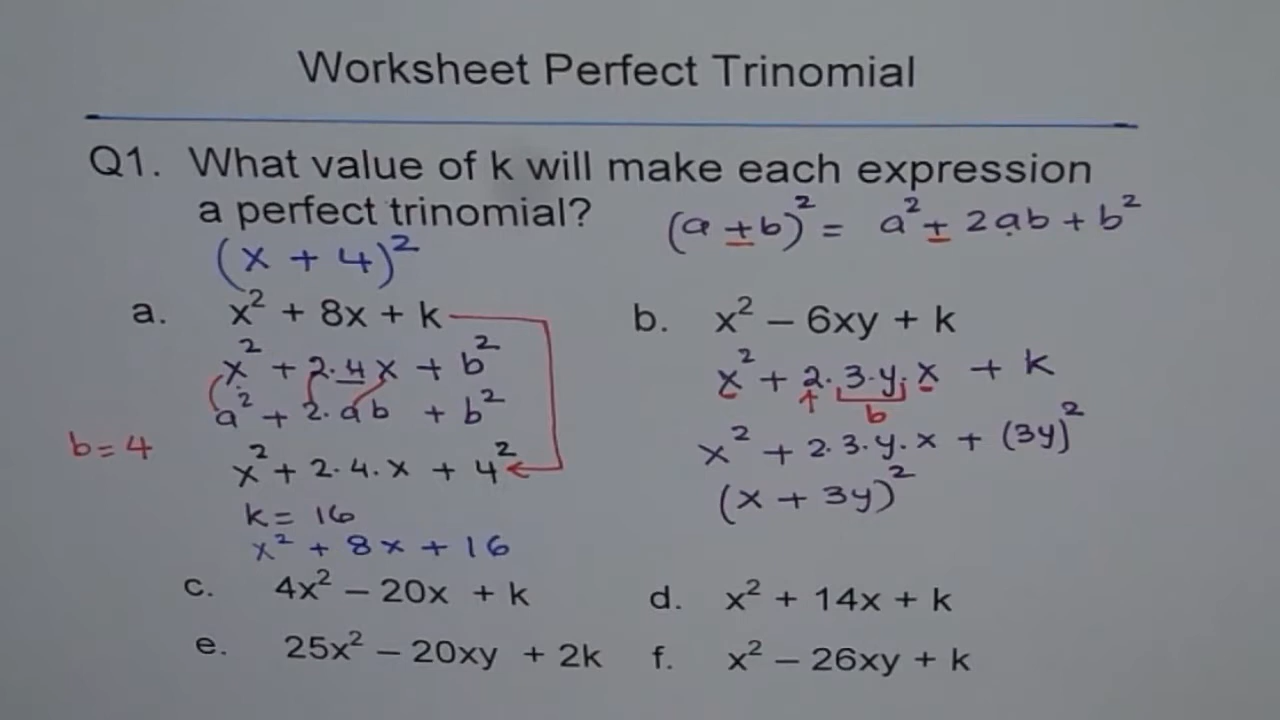 Worksheet Perfect Trinomial
Q1. What value of k will make each expression
a perfect trinomial?
(a ± b)² = a² ± 2ab + b²
(x + 4)²
a. x² + 8x + k
x² + 2·4x + b²
a² + 2·ab + b²
b = 4
x² + 2·4·x + 4²
k = 16
x² + 8x + 16
b. x² – 6xy + k
x² + 2·3·y·x + k
b
x² + 2·3·y·x + (3y)²
(x + 3y)²
c. 4x² – 20x + k
d. x² + 14x + k
e. 25x² – 20xy + 2k
f. x² – 26xy + k